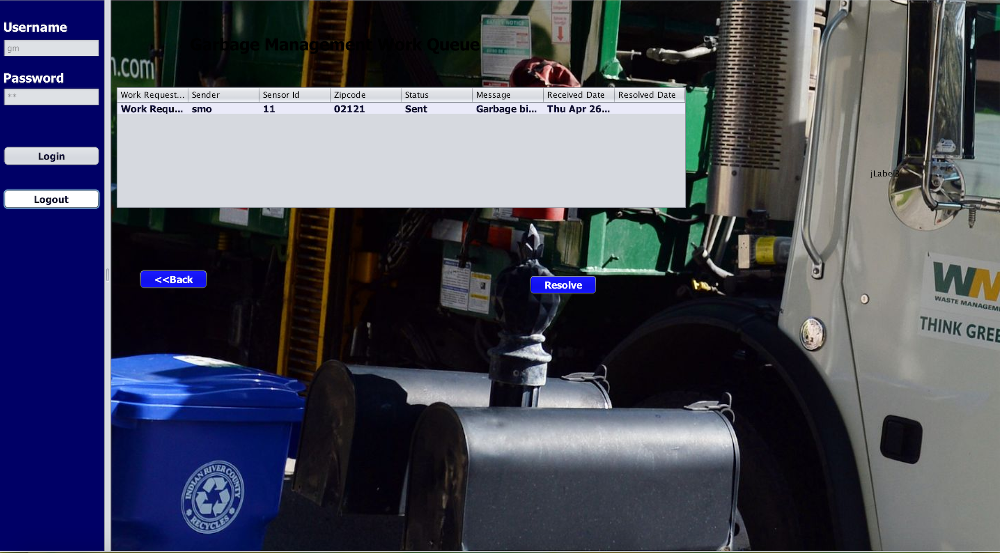 Username
gm
Password
**
Login
Logout
Garbage Management Work Queue
Work Request... Sender Sensor Id Zipcode Status Message Received Date Resolved Date
Work Requ... smo 11 02121 Sent Garbage bi... Thu Apr 26...
<<Back
Resolve
jLabel3
.com
SAFETY NOTICE
WM
WASTE MANAGEM
THINK GREE
INDIAN RIVER COUNTY
RECYCLES